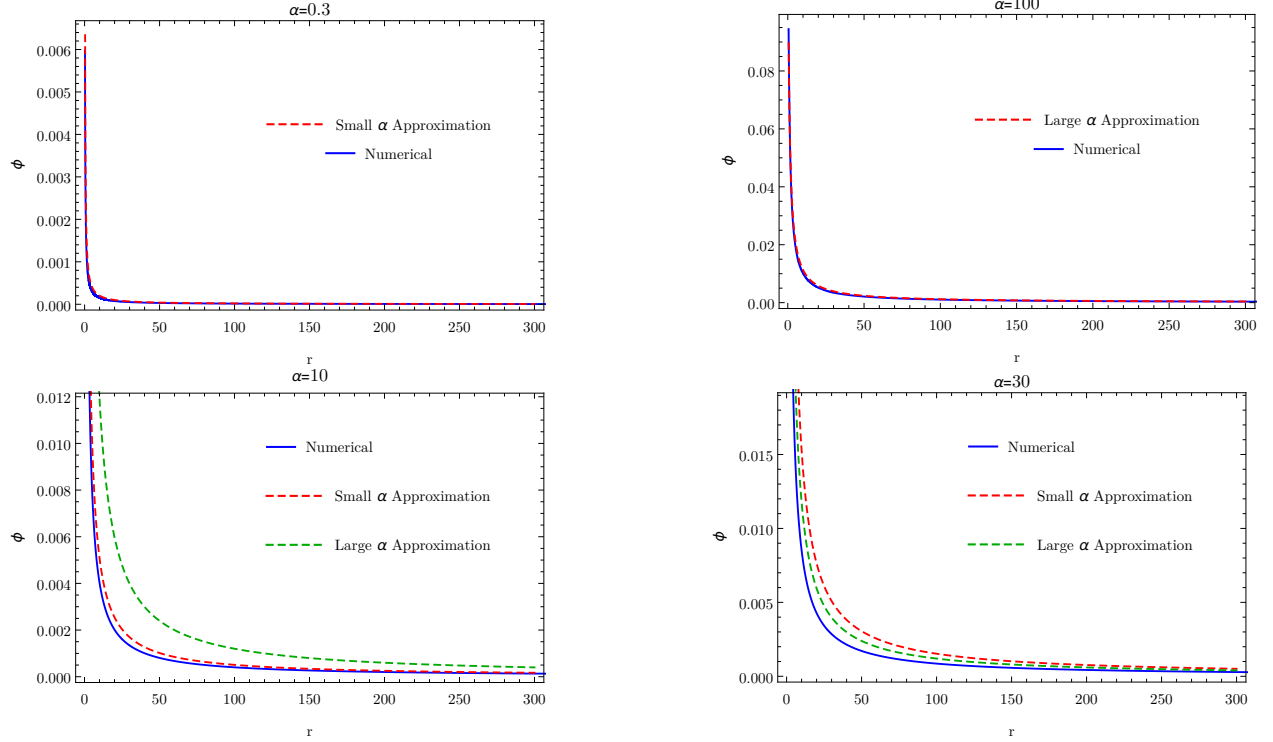 α=0.3
0.006
0.005
0.004
0.003
0.002
0.001
0.000
ϕ
Small α Approximation
Numerical
0 50 100 150 200 250 300
r
α=100
0.08
0.06
0.04
0.02
0.00
ϕ
Large α Approximation
Numerical
0 50 100 150 200 250 300
r
α=10
0.012
0.010
0.008
0.006
0.004
0.002
0.000
ϕ
Numerical
Small α Approximation
Large α Approximation
0 50 100 150 200 250 300
r
α=30
0.015
0.010
0.005
0.000
ϕ
Numerical
Small α Approximation
Large α Approximation
0 50 100 150 200 250 300
r